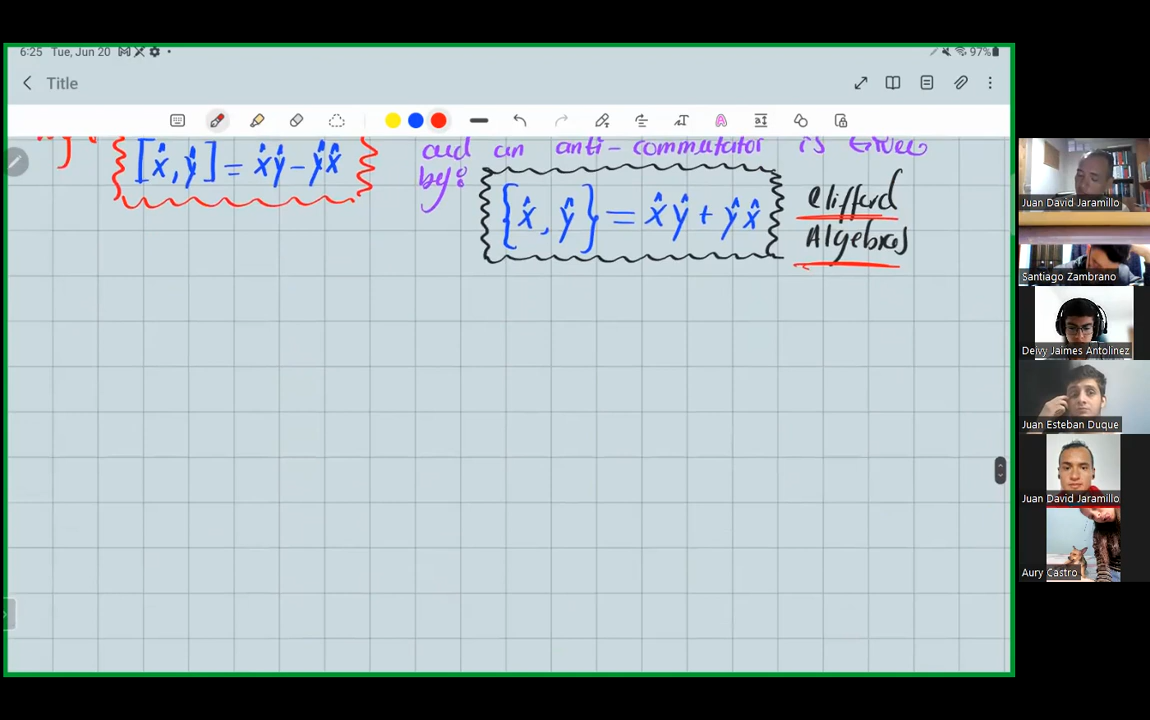 6:25 Tue, Jun 20
97%
Title
[x̂, ŷ] = x̂ŷ - ŷx̂
and an anti-commutator is given
by:
{x̂, ŷ} = x̂ŷ + ŷx̂
Clifford
Algebras
Juan David Jaramillo
Santiago Zambrano
Deivy Jaimes Antolinez
Juan Esteban Duque
Juan David Jaramillo
Aury Castro